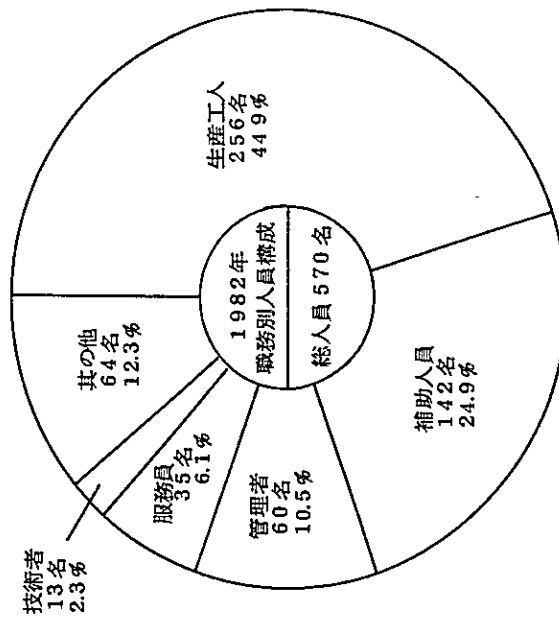 1982年
職務別人員構成
総人員570名
生産工人
256名
449%
補助人員
142名
24.9%
管理者
60名
10.5%
服務員
35名
6.1%
技術者
13名
2.3%
其の他
64名
12.3%